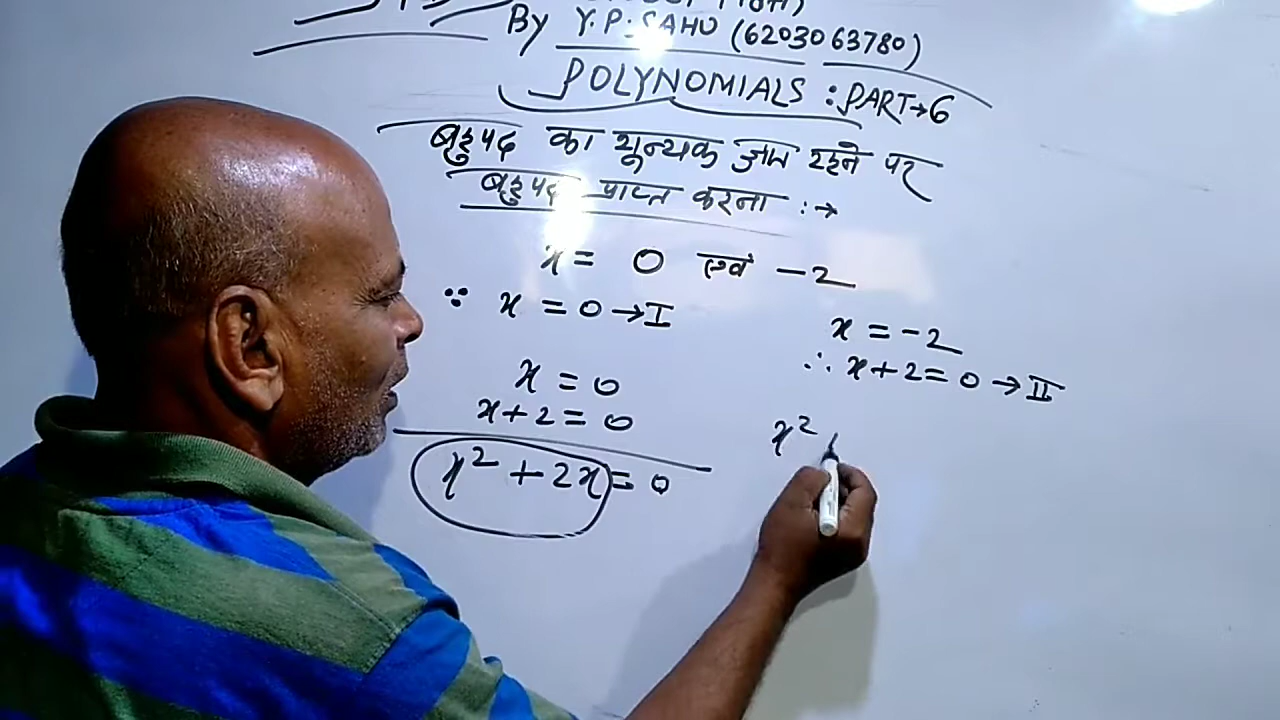 By Y.P. SAHU (6203063780)
POLYNOMIALS : PART→6
बहुपद का शून्यक ज्ञात रहने पर
बहुपद प्राप्त करना :→
x = 0 एवं -2
∵ x = 0 → I
x = -2
∴ x + 2 = 0 → II
x = 0
x + 2 = 0
x² + 2x = 0
x²